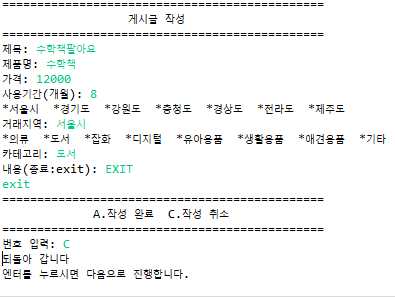 ================================================
게시글 작성
================================================
제목: 수학책팔아요
제품명: 수학책
가격: 12000
사용기간(개월): 8
*서울시 *경기도 *강원도 *충청도 *경상도 *전라도 *제주도
거래지역: 서울시
*의류 *도서 *잡화 *디지털 *유아용품 *생활용품 *애견용품 *기타
카테고리: 도서
내용(종료:exit): EXIT
exit
================================================
A.작성 완료 C.작성 취소
================================================
번호 입력: C
되돌아 갑니다
엔터를 누르시면 다음으로 진행합니다.